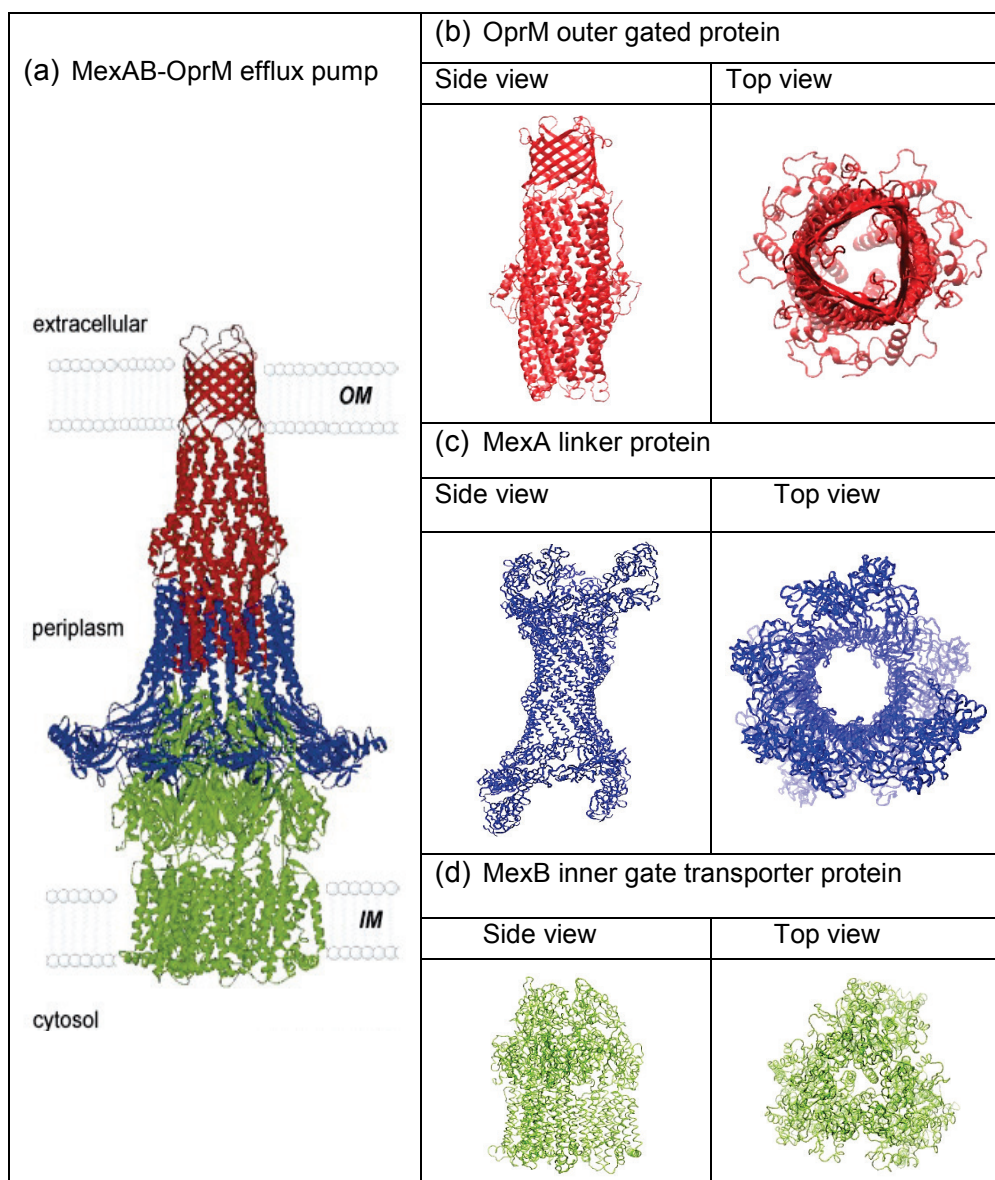 (a) MexAB-OprM efflux pump
extracellular
OM
periplasm
IM
cytosol
(b) OprM outer gated protein
Side view
Top view
(c) MexA linker protein
Side view
Top view
(d) MexB inner gate transporter protein
Side view
Top view